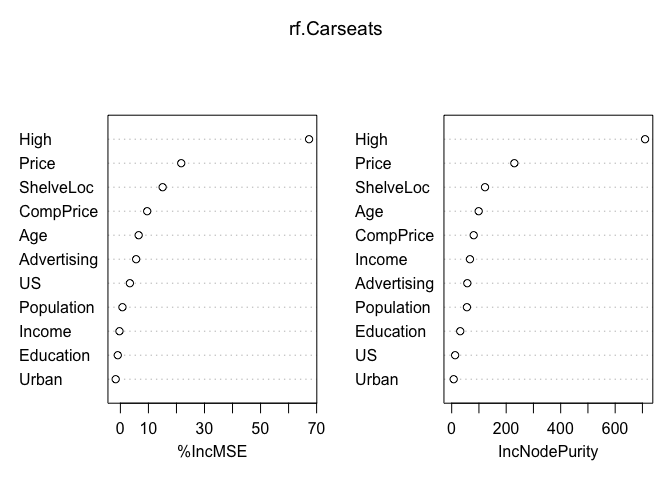 rf.Carseats
High
Price
ShelveLoc
CompPrice
Age
Advertising
US
Population
Income
Education
Urban
0 10 30 50 70
%IncMSE
High
Price
ShelveLoc
Age
CompPrice
Income
Advertising
Population
Education
US
Urban
0 200 400 600
IncNodePurity